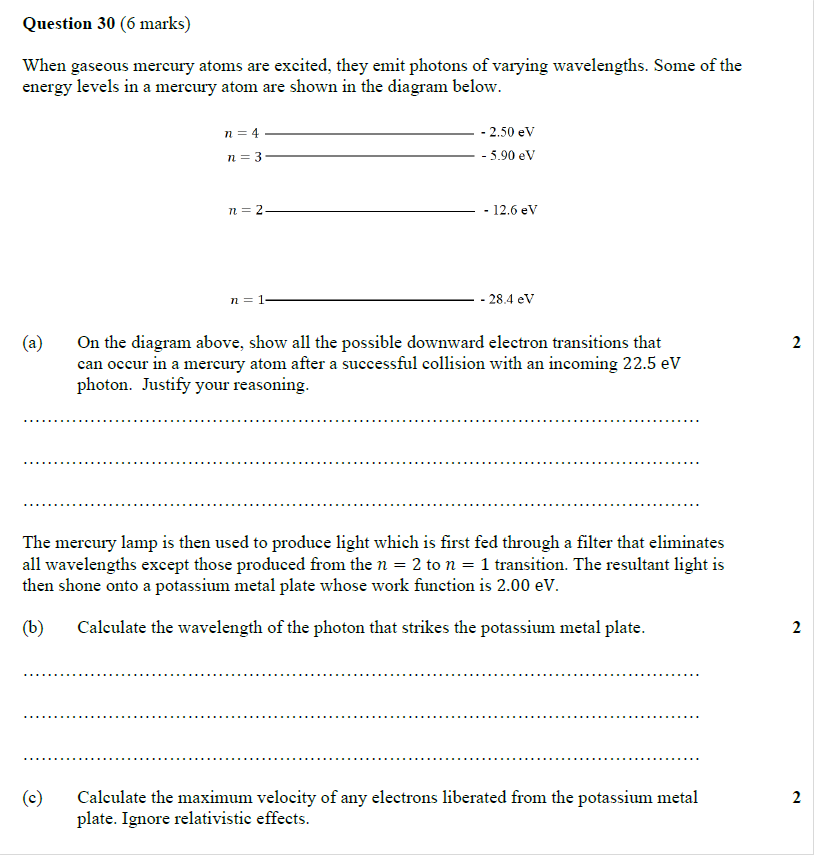 Question 30 (6 marks)
When gaseous mercury atoms are excited, they emit photons of varying wavelengths. Some of the
energy levels in a mercury atom are shown in the diagram below.
n = 4 - 2.50 eV
n = 3 - 5.90 eV
n = 2 - 12.6 eV
n = 1 - 28.4 eV
(a) On the diagram above, show all the possible downward electron transitions that 2
can occur in a mercury atom after a successful collision with an incoming 22.5 eV
photon. Justify your reasoning.
The mercury lamp is then used to produce light which is first fed through a filter that eliminates
all wavelengths except those produced from the n = 2 to n = 1 transition. The resultant light is
then shone onto a potassium metal plate whose work function is 2.00 eV.
(b) Calculate the wavelength of the photon that strikes the potassium metal plate. 2
(c) Calculate the maximum velocity of any electrons liberated from the potassium metal 2
plate. Ignore relativistic effects.